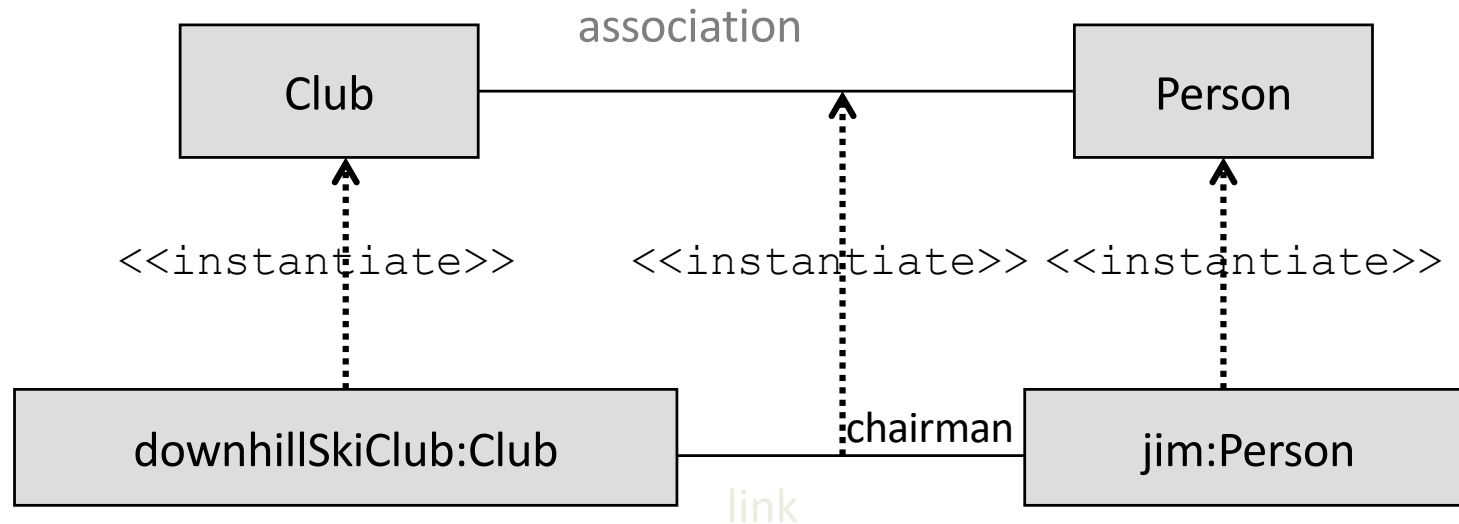 association
Club
Person
<<instantiate>> <<instantiate>> <<instantiate>>
chairman
downhillSkiClub:Club
jim:Person
link